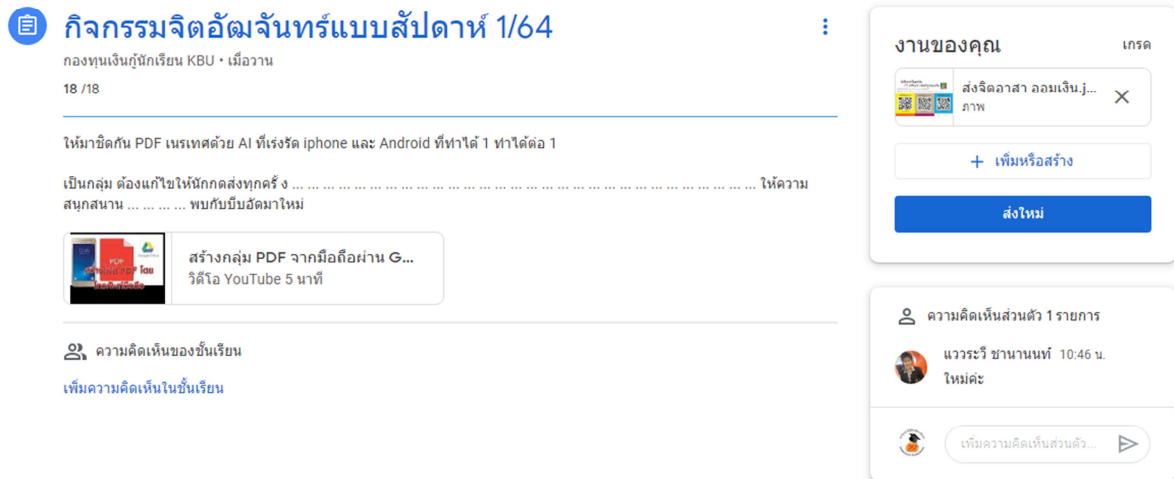 กิจกรรมจิตอัฒจันทร์แบบสัปดาห์ 1/64
กองทุนเงินกู้นักเรียน KBU • เมื่อวาน
18 /18
ให้มาชิดกัน PDF เนรเทศด้วย AI ที่เร่งรัด iphone และ Android ที่ทำได้ 1 ทำได้ต่อ 1
เป็นกลุ่ม ต้องแก้ไขให้นักกดส่งทุกครั้ ง ... ... ... ... ... ... ... ... ... ... ... ... ... ... ... ... ... ... ... ... ... ... ... ... ... ... ... ... ... ... ให้ความ
สนุกสนาน ... ... ... ... พบกับบีบอัดมาใหม่
สร้างกลุ่ม PDF จากมือถือผ่าน G...
วิดีโอ YouTube 5 นาที
ความคิดเห็นของชั้นเรียน
เพิ่มความคิดเห็นในชั้นเรียน
งานของคุณ
เกรด
ส่งจิตอาสา ออมเงิน.j...
ภาพ
เพิ่มหรือสร้าง
ส่งใหม่
ความคิดเห็นส่วนตัว 1 รายการ
แววระวี ชานานนท์ 10:46 น.
ใหม่ค่ะ
เพิ่มความคิดเห็นส่วนตัว...